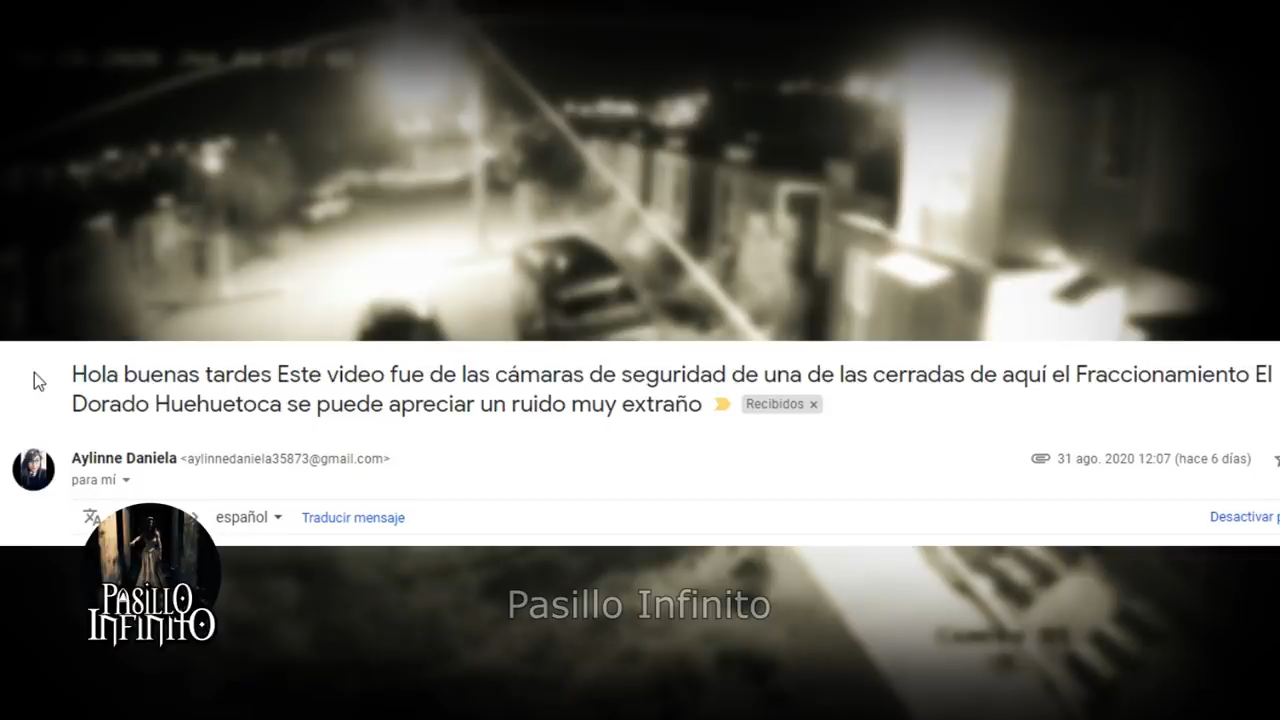 Hola buenas tardes Este video fue de las cámaras de seguridad de una de las cerradas de aquí el Fraccionamiento El
Dorado Huehuetoca se puede apreciar un ruido muy extraño Recibidos ×
Aylinne Daniela <aylinnedaniela35873@gmail.com>
31 ago. 2020 12:07 (hace 6 días)
para mí
español Traducir mensaje
Desactivar p
PASILLO
INFINITO
Pasillo Infinito